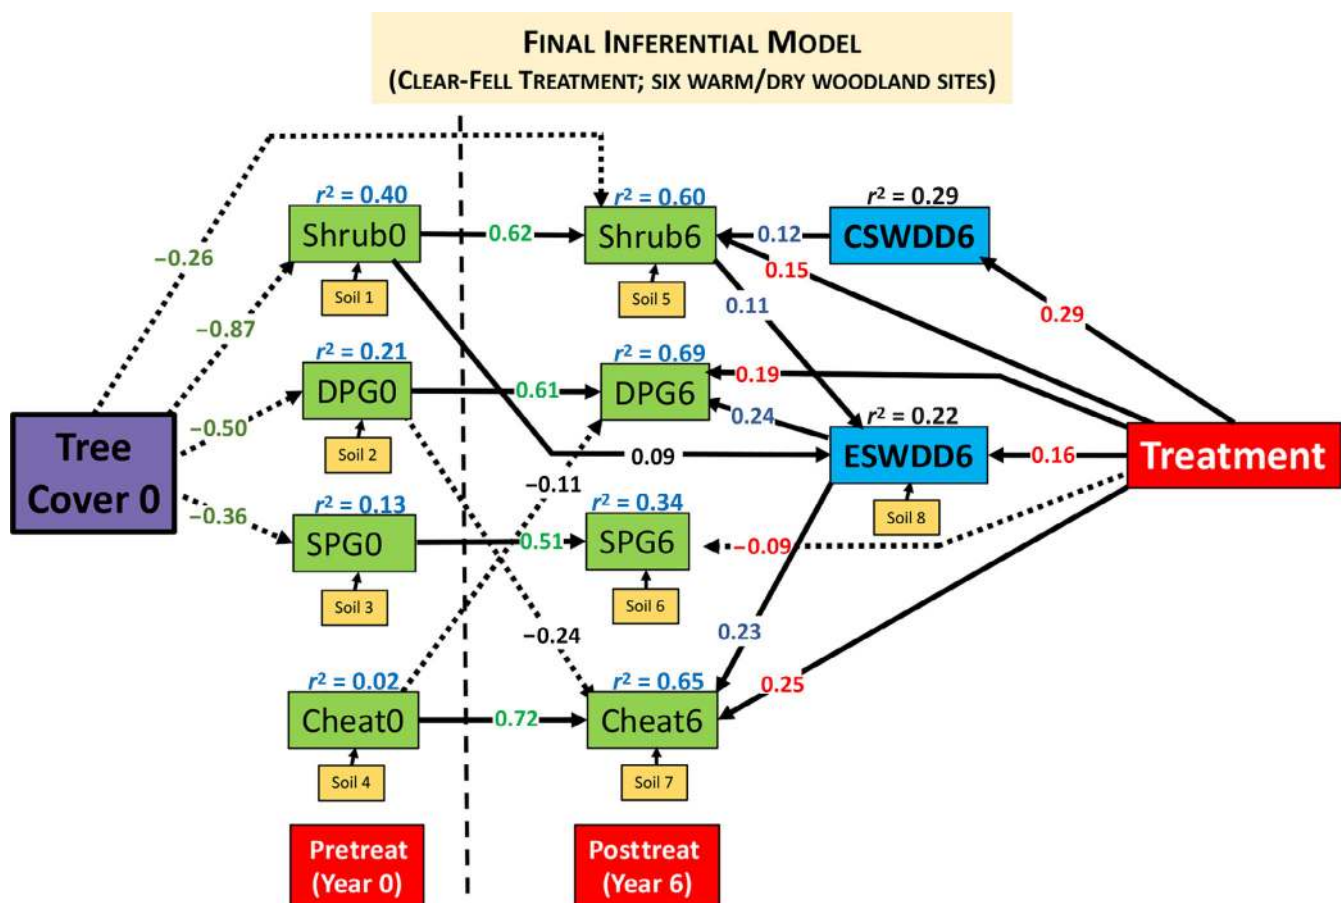 FINAL INFERENTIAL MODEL
(CLEAR-FELL TREATMENT; SIX WARM/DRY WOODLAND SITES)
r² = 0.40
r² = 0.60
r² = 0.29
Shrub0
0.62
Shrub6
0.12
CSWDD6
−0.26
0.15
Soil 1
Soil 5
0.11
0.29
−0.87
r² = 0.21
r² = 0.69
DPG0
0.61
DPG6
0.19
0.24
r² = 0.22
−0.50
Soil 2
Tree
Cover 0
0.09
ESWDD6
0.16
Treatment
−0.11
−0.36
r² = 0.13
r² = 0.34
Soil 8
SPG0
0.51
SPG6
−0.09
Soil 3
Soil 6
−0.24
0.23
r² = 0.02
r² = 0.65
0.25
Cheat0
0.72
Cheat6
Soil 4
Soil 7
Pretreat
(Year 0)
Posttreat
(Year 6)